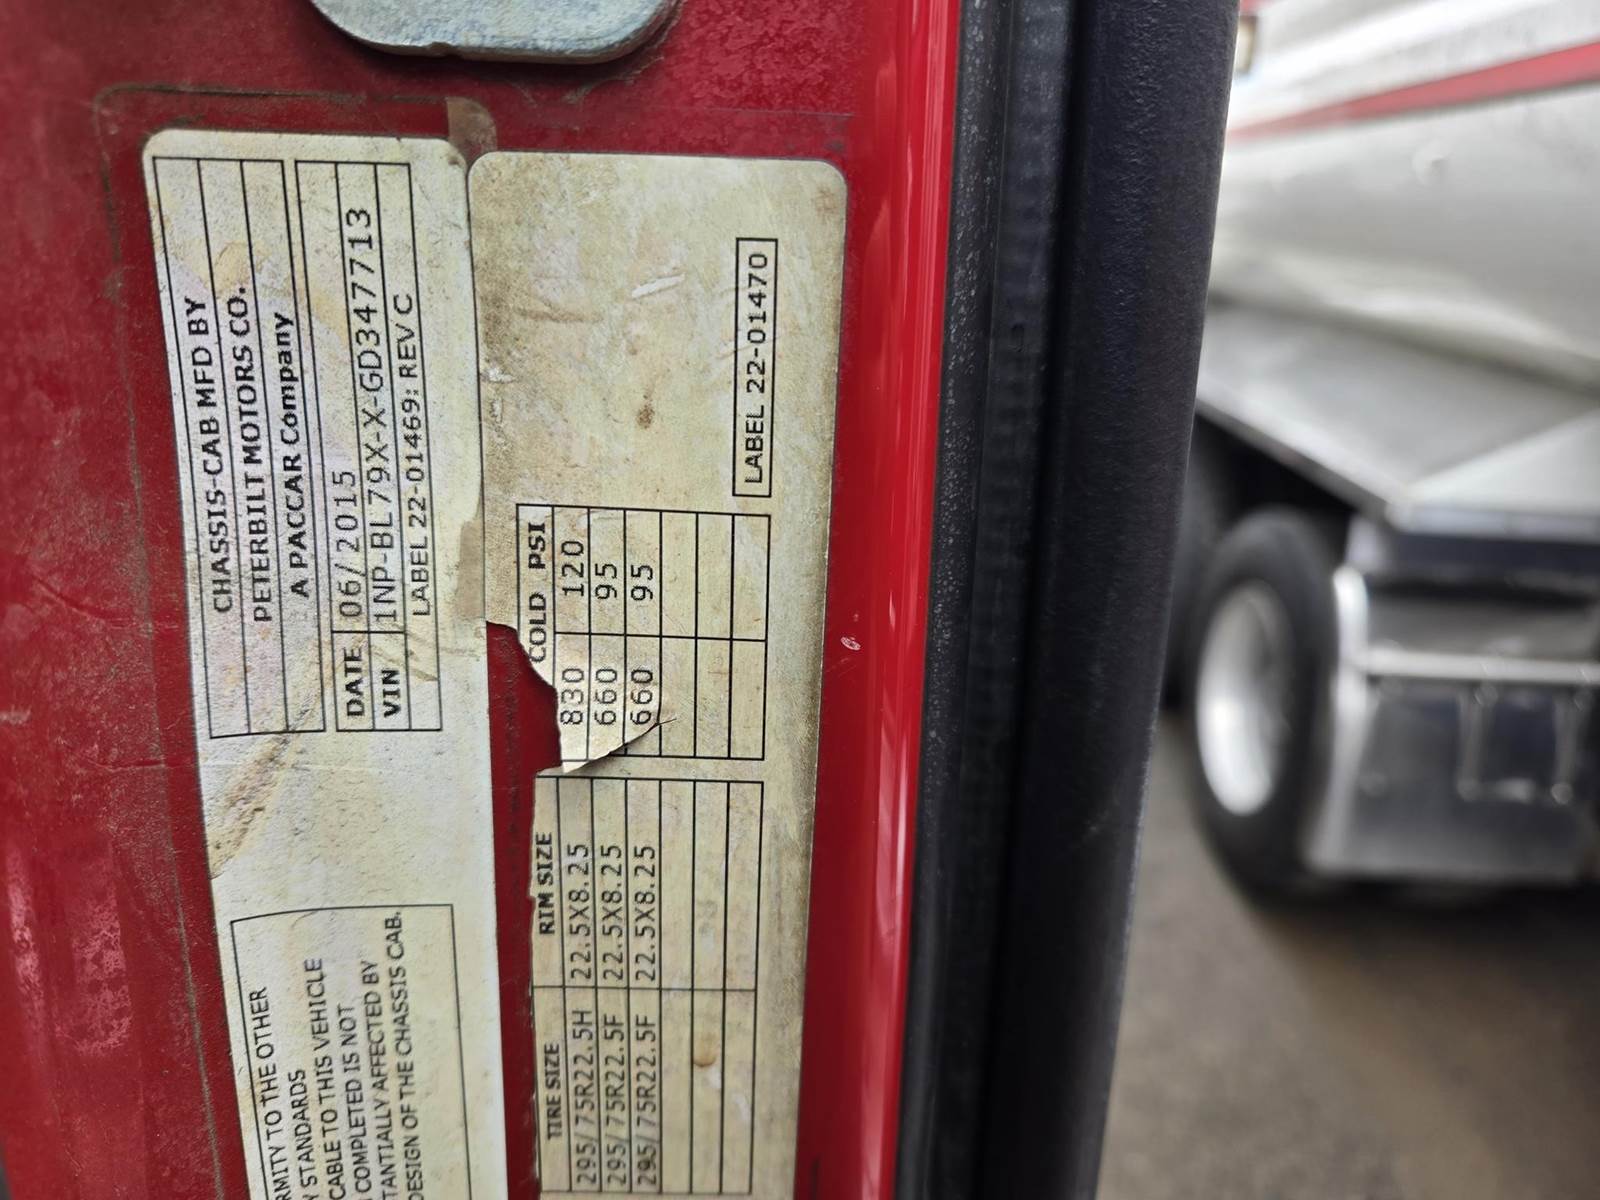 CHASSIS-CAB MFD BY
PETERBILT MOTORS CO.
A PACCAR Company
DATE 06/2015
VIN 1NP-BL79X-X-GD347713
LABEL 22-01469: REV C
RMITY TO THE OTHER
STANDARDS
CABLE TO THIS VEHICLE
COMPLETED IS NOT
TANTIALLY AFFECTED BY
DESIGN OF THE CHASSIS CAB.
TIRE SIZE RIM SIZE COLD PSI
295/75R22.5H 22.5X8.25 830 120
295/75R22.5F 22.5X8.25 660 95
295/75R22.5F 22.5X8.25 660 95
LABEL 22-01470